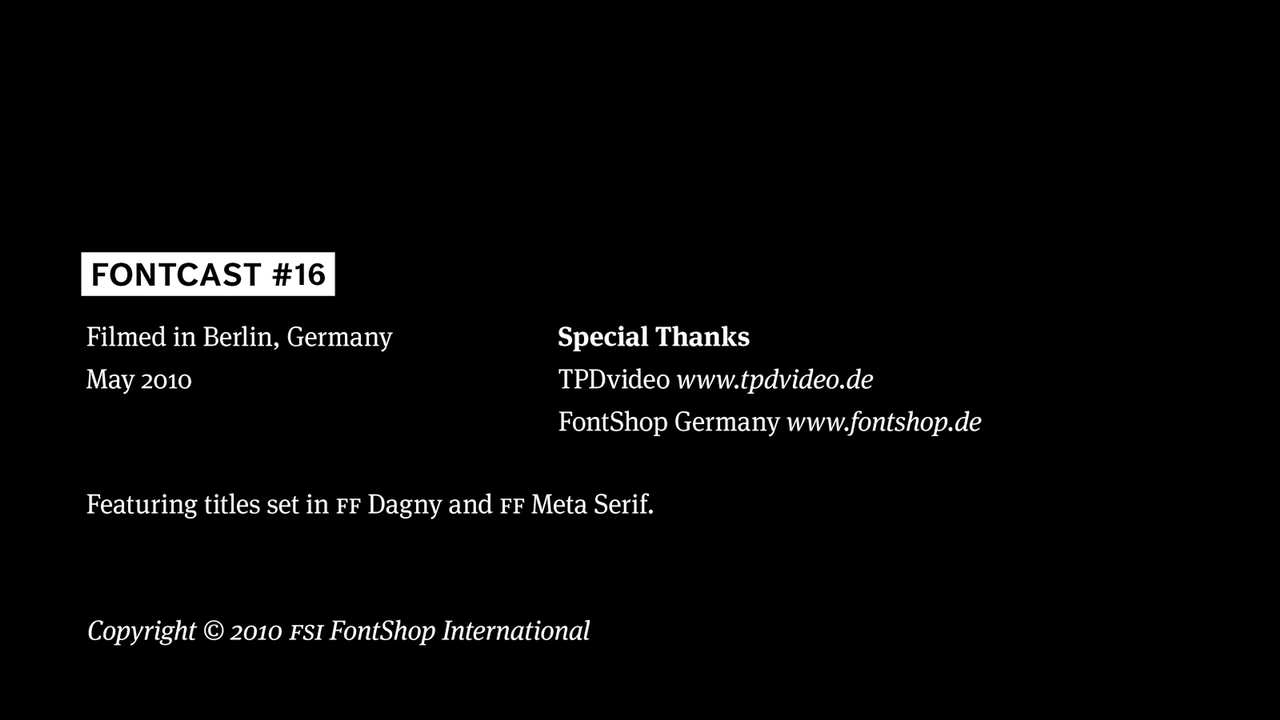 FONTCAST #16
Filmed in Berlin, Germany
May 2010
Special Thanks
TPDvideo www.tpdvideo.de
FontShop Germany www.fontshop.de
Featuring titles set in FF Dagny and FF Meta Serif.
Copyright © 2010 FSI FontShop International